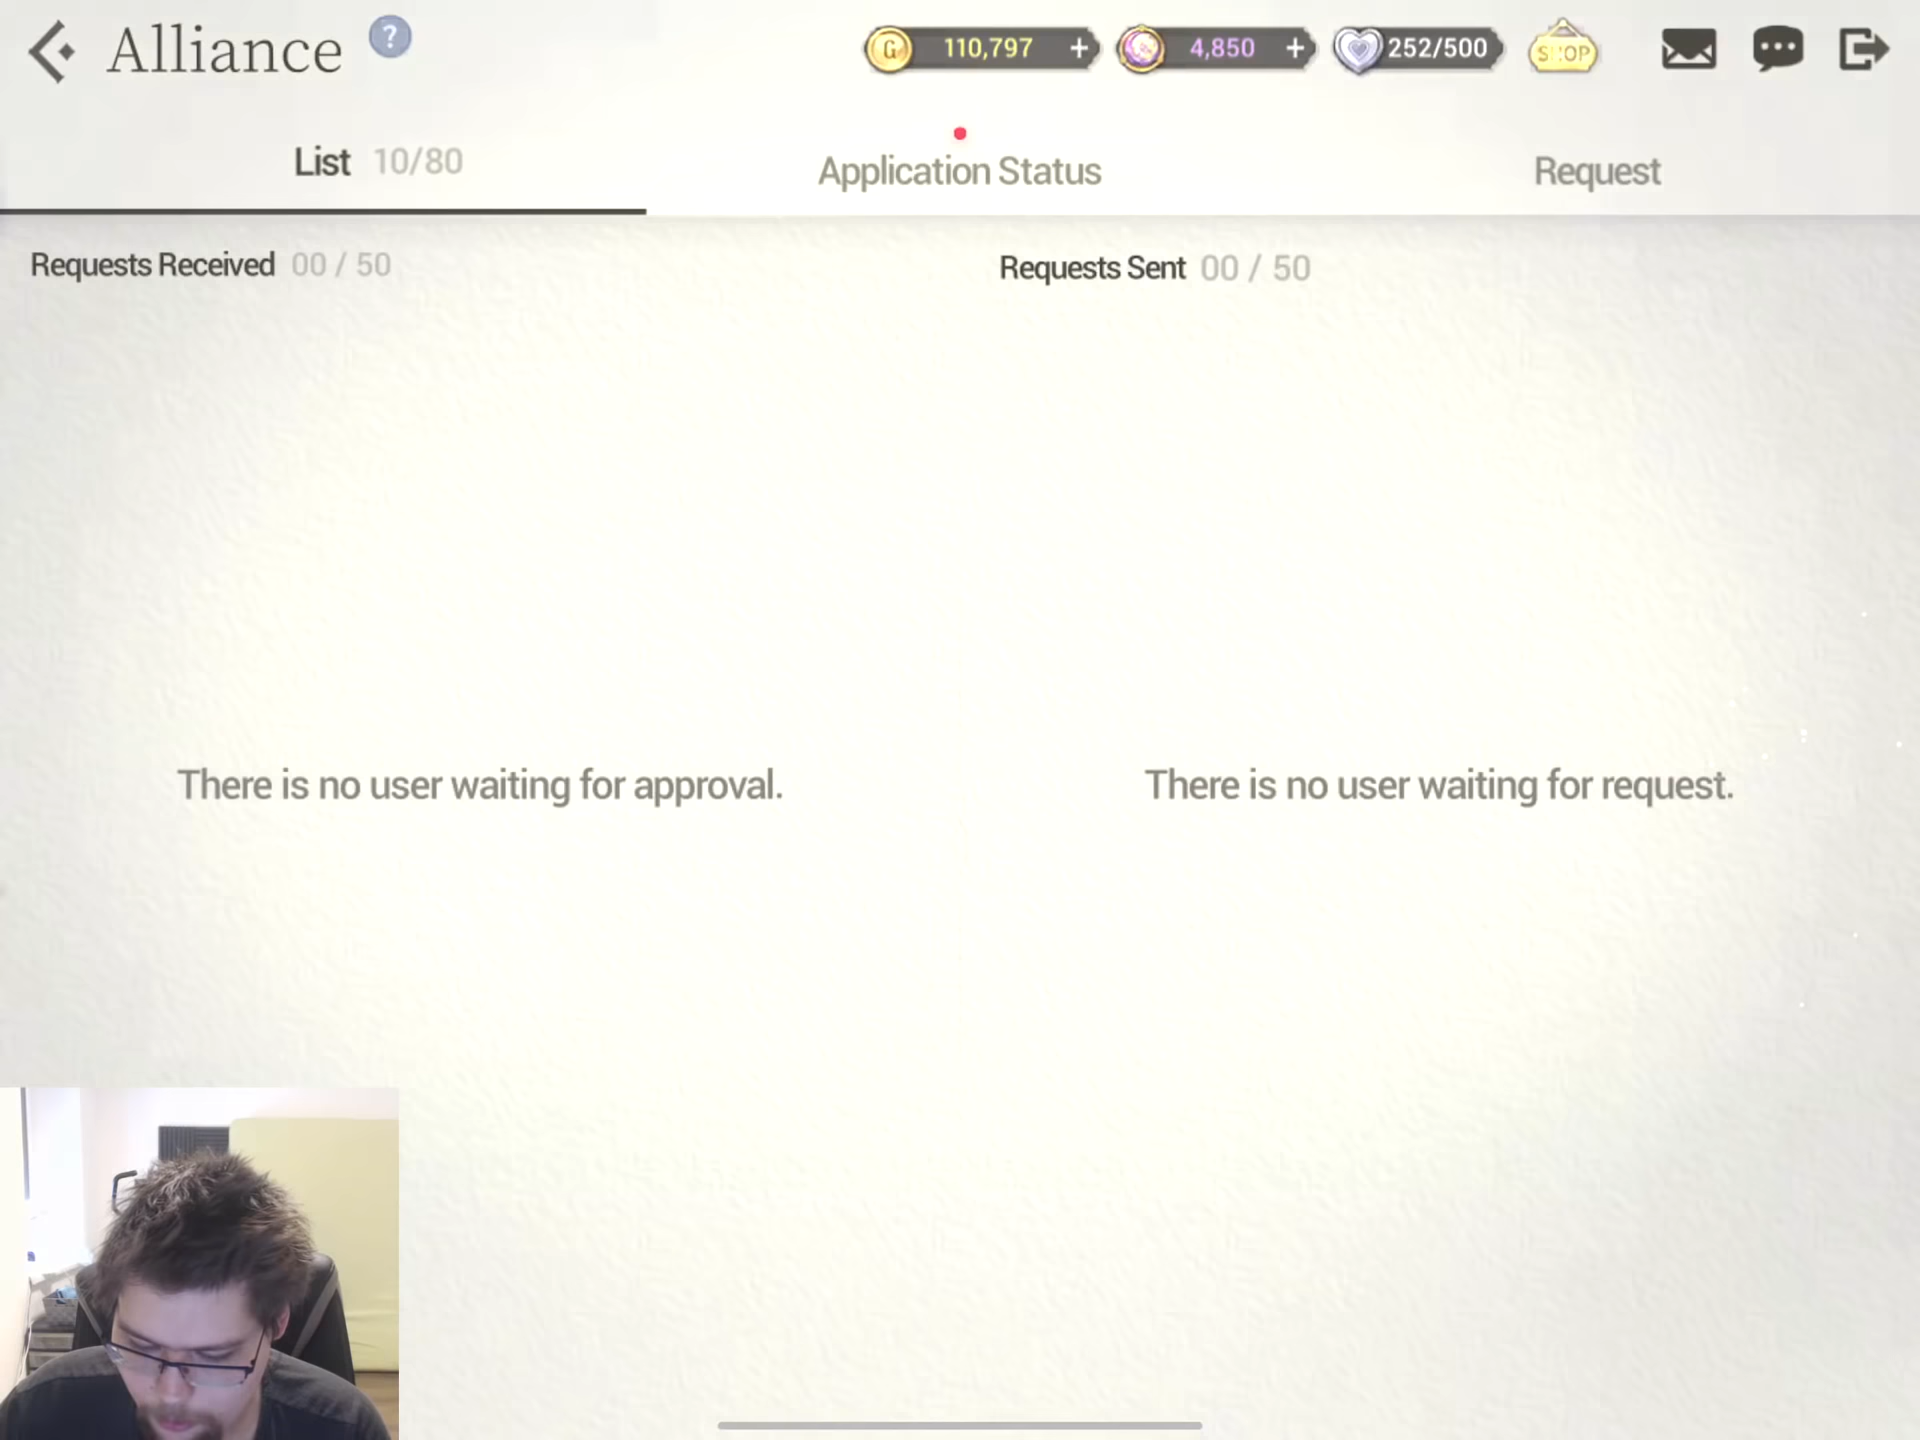 Alliance ?
G 110,797 + 4,850 + 252/500 SHOP
List 10/80
Application Status
Request
Requests Received 00 / 50
Requests Sent 00 / 50
There is no user waiting for approval.
There is no user waiting for request.